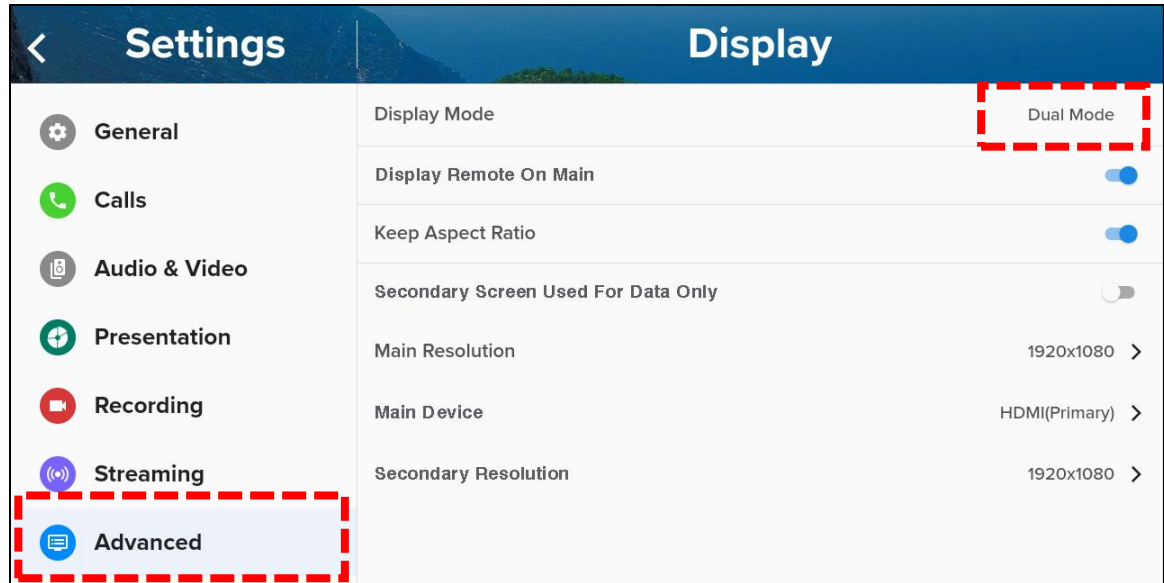 Settings
Display
General
Calls
Audio & Video
Presentation
Recording
Streaming
Advanced
Display Mode Dual Mode
Display Remote On Main
Keep Aspect Ratio
Secondary Screen Used For Data Only
Main Resolution 1920x1080
Main Device HDMI(Primary)
Secondary Resolution 1920x1080